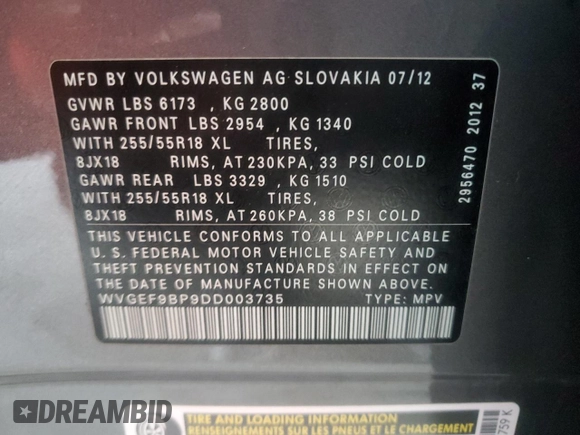 MFD BY VOLKSWAGEN AG SLOVAKIA 07/12
GVWR LBS 6173 , KG 2800
GAWR FRONT LBS 2954 , KG 1340
WITH 255/55R18 XL TIRES,
8JX18 RIMS, AT 230KPA, 33 PSI COLD
GAWR REAR LBS 3329 , KG 1510
WITH 255/55R18 XL TIRES,
8JX18 RIMS, AT 260KPA, 38 PSI COLD
THIS VEHICLE CONFORMS TO ALL APPLICABLE
U. S. FEDERAL MOTOR VEHICLE SAFETY AND
THEFT PREVENTION STANDARDS IN EFFECT ON
THE DATE OF MANUFACTURE SHOWN ABOVE.
WVGEF9BP9DD003735 TYPE: MPV
2956470 2012 37
TIRE AND LOADING INFORMATION
RENSEIGNEMENTS SUR LES PNEUS ET LE CHARGEMENT
759 K
DREAMBID